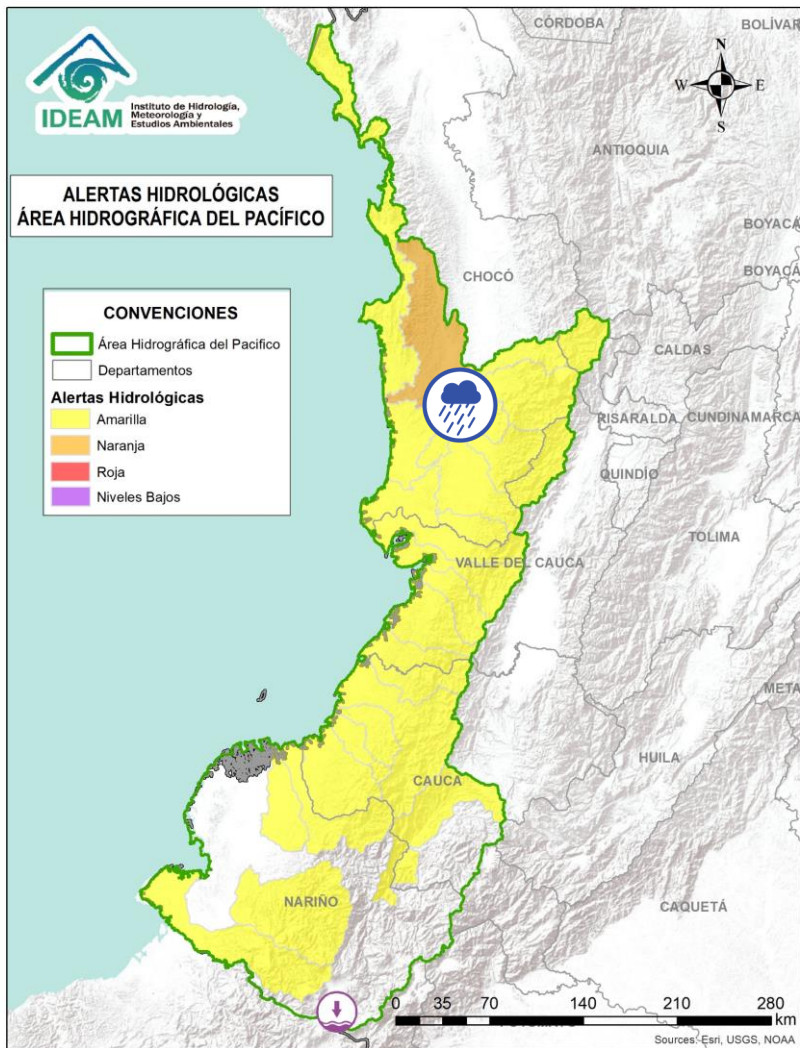 CÓRDOBA
BOLÍVAR
N
W E
S
IDEAM Instituto de Hidrología,
Meteorología y
Estudios Ambientales
ANTIOQUIA
ALERTAS HIDROLÓGICAS
ÁREA HIDROGRÁFICA DEL PACÍFICO
BOYACÁ
BOYACÁ
CHOCÓ
CONVENCIONES
Área Hidrográfica del Pacifico
Departamentos
Alertas Hidrológicas
Amarilla
Naranja
Roja
Niveles Bajos
CALDAS
RISARALDA
CUNDINAMARCA
QUINDÍO
TOLIMA
VALLE DEL CAUCA
META
HUILA
CAUCA
NARIÑO
CAQUETÁ
0 35 70 140 210 280
km
Sources: Esri, USGS, NOAA